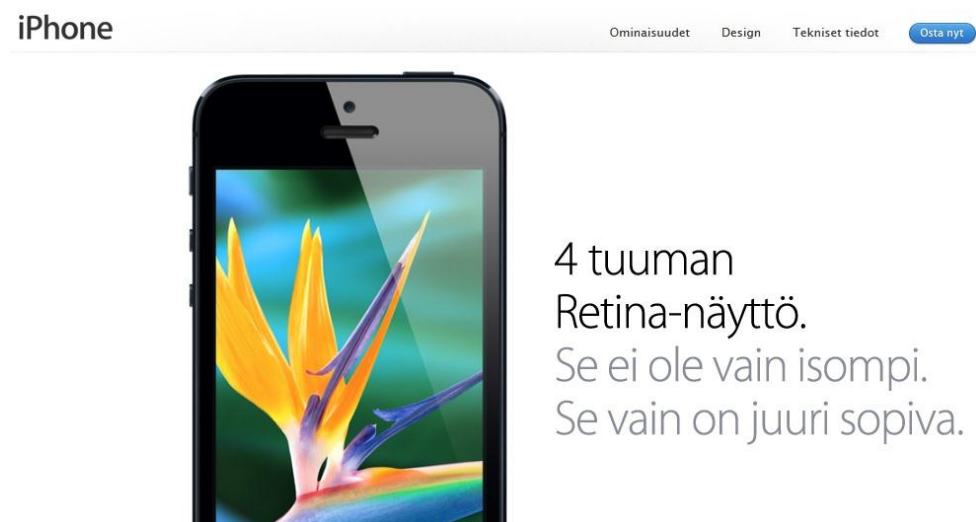 iPhone
Ominaisuudet Design Tekniset tiedot Osta nyt
4 tuuman
Retina-näyttö.
Se ei ole vain isompi.
Se vain on juuri sopiva.